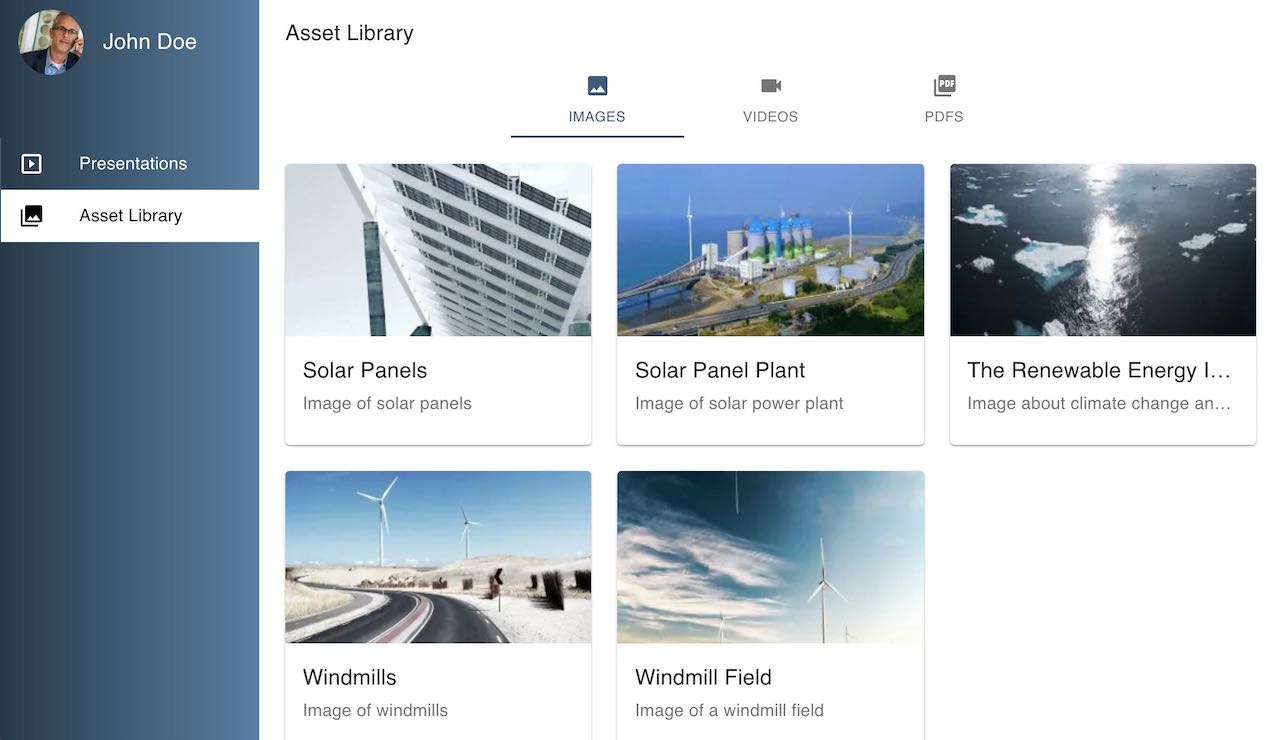 John Doe
Presentations
Asset Library
Asset Library
IMAGES
VIDEOS
PDF
PDFS
Solar Panels
Image of solar panels
Solar Panel Plant
Image of solar power plant
The Renewable Energy I…
Image about climate change an…
Windmills
Image of windmills
Windmill Field
Image of a windmill field